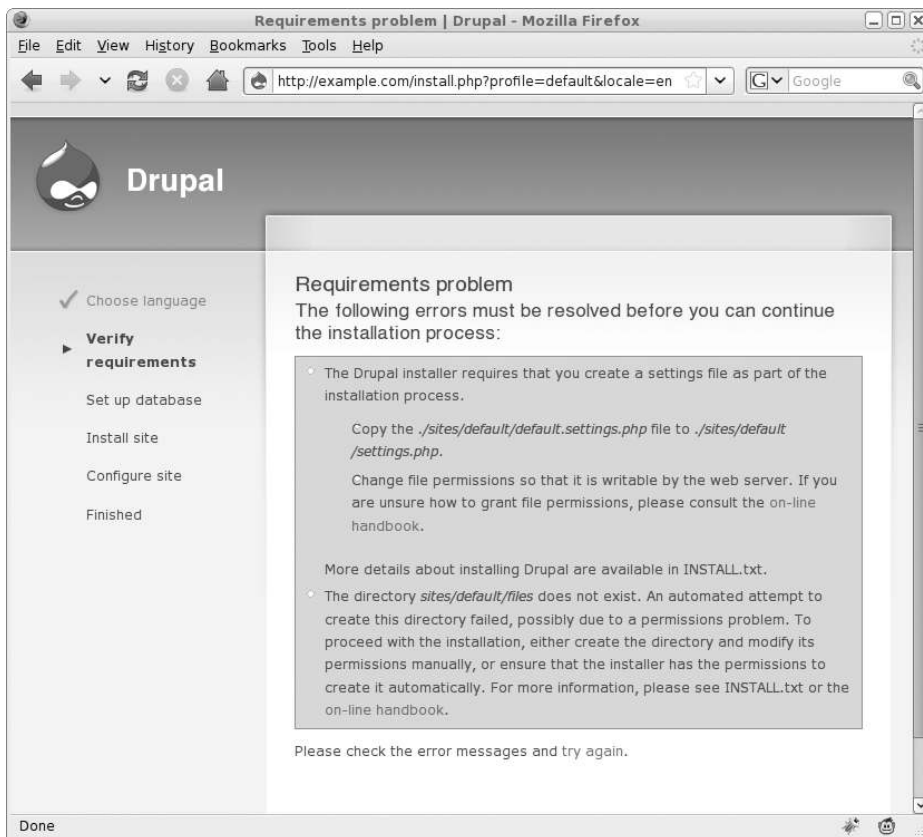 Requirements problem | Drupal - Mozilla Firefox
File Edit View History Bookmarks Tools Help
http://example.com/install.php?profile=default&locale=en
G
Google
Drupal
Choose language
Verify
requirements
Set up database
Install site
Configure site
Finished
Requirements problem
The following errors must be resolved before you can continue
the installation process:
The Drupal installer requires that you create a settings file as part of the
installation process.
Copy the ./sites/default/default.settings.php file to ./sites/default
/settings.php.
Change file permissions so that it is writable by the web server. If you
are unsure how to grant file permissions, please consult the on-line
handbook.
More details about installing Drupal are available in INSTALL.txt.
The directory sites/default/files does not exist. An automated attempt to
create this directory failed, possibly due to a permissions problem. To
proceed with the installation, either create the directory and modify its
permissions manually, or ensure that the installer has the permissions to
create it automatically. For more information, please see INSTALL.txt or the
on-line handbook.
Please check the error messages and try again.
Done